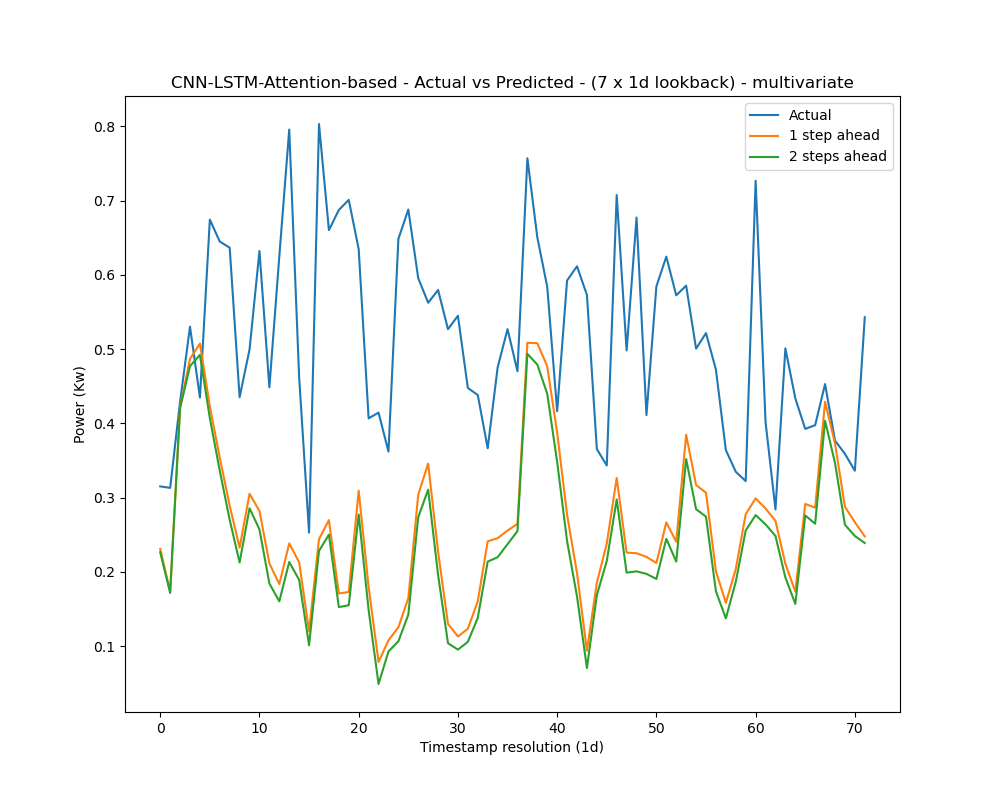 CNN-LSTM-Attention-based - Actual vs Predicted - (7 x 1d lookback) - multivariate
Actual
1 step ahead
2 steps ahead
0.8
0.7
0.6
0.5
0.4
0.3
0.2
0.1
Power (Kw)
0 10 20 30 40 50 60 70
Timestamp resolution (1d)